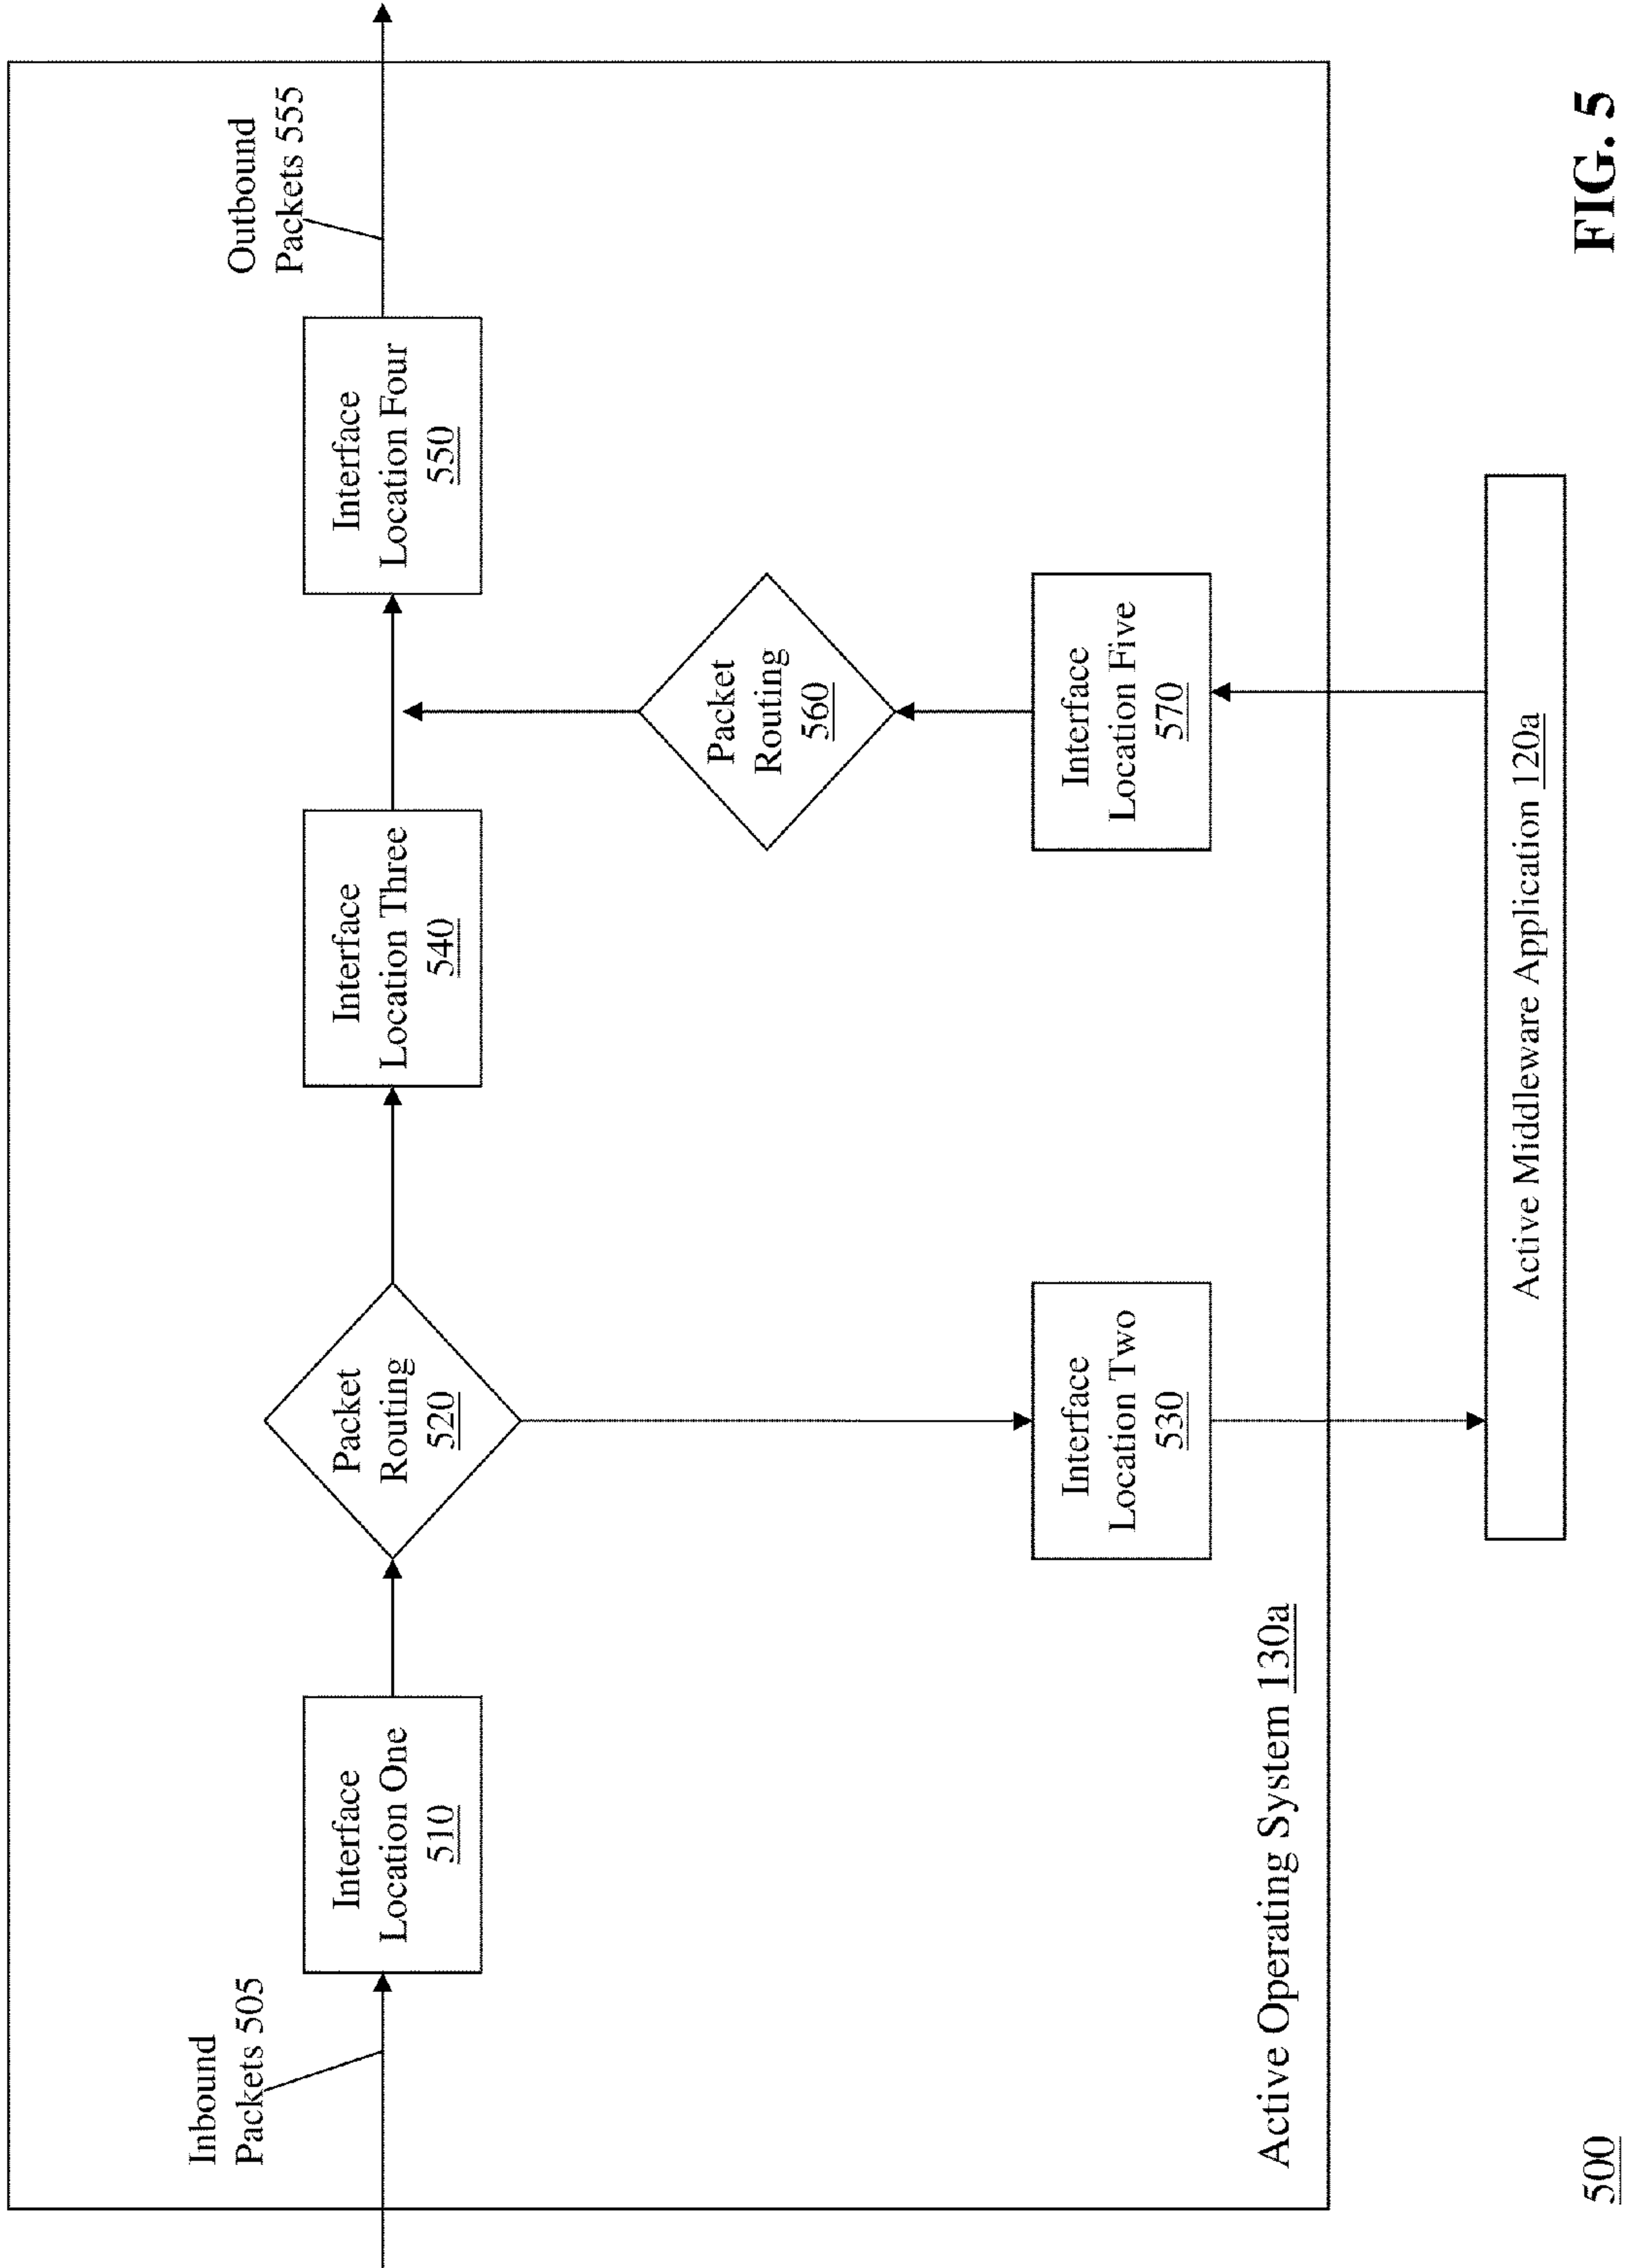 Inbound
Packets 505
Interface
Location One
510
Packet
Routing
520
Interface
Location Three
540
Interface
Location Four
550
Outbound
Packets 555
Packet
Routing
560
Interface
Location Two
530
Interface
Location Five
570
Active Operating System 130a
Active Middleware Application 120a
500
FIG. 5